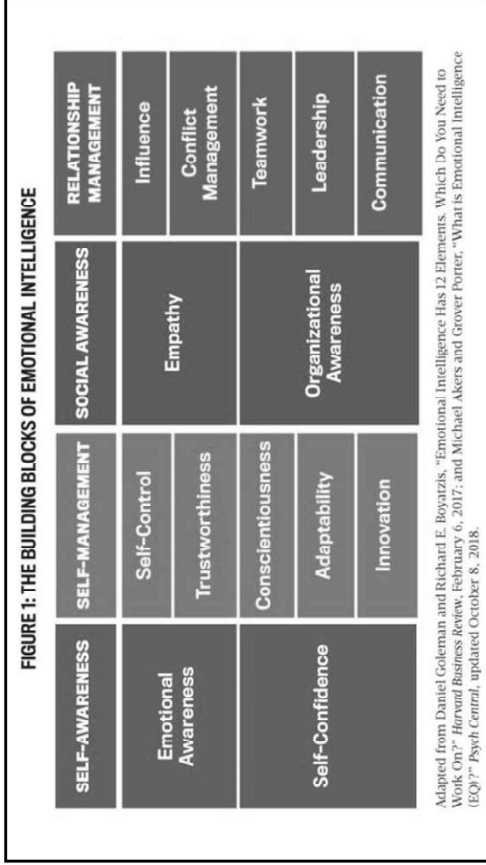 FIGURE 1: THE BUILDING BLOCKS OF EMOTIONAL INTELLIGENCE
SELF-AWARENESS
Emotional
Awareness
Self-Confidence
SELF-MANAGEMENT
Self-Control
Trustworthiness
Conscientiousness
Adaptability
Innovation
SOCIAL AWARENESS
Empathy
Organizational
Awareness
RELATIONSHIP
MANAGEMENT
Influence
Conflict
Management
Teamwork
Leadership
Communication
Adapted from Daniel Goleman and Richard E. Boyatzis, "Emotional Intelligence Has 12 Elements. Which Do You Need to
Work On?" Harvard Business Review, February 6, 2017; and Michael Akers and Grover Porter, "What is Emotional Intelligence
(EQ)?" Psych Central, updated October 8, 2018.